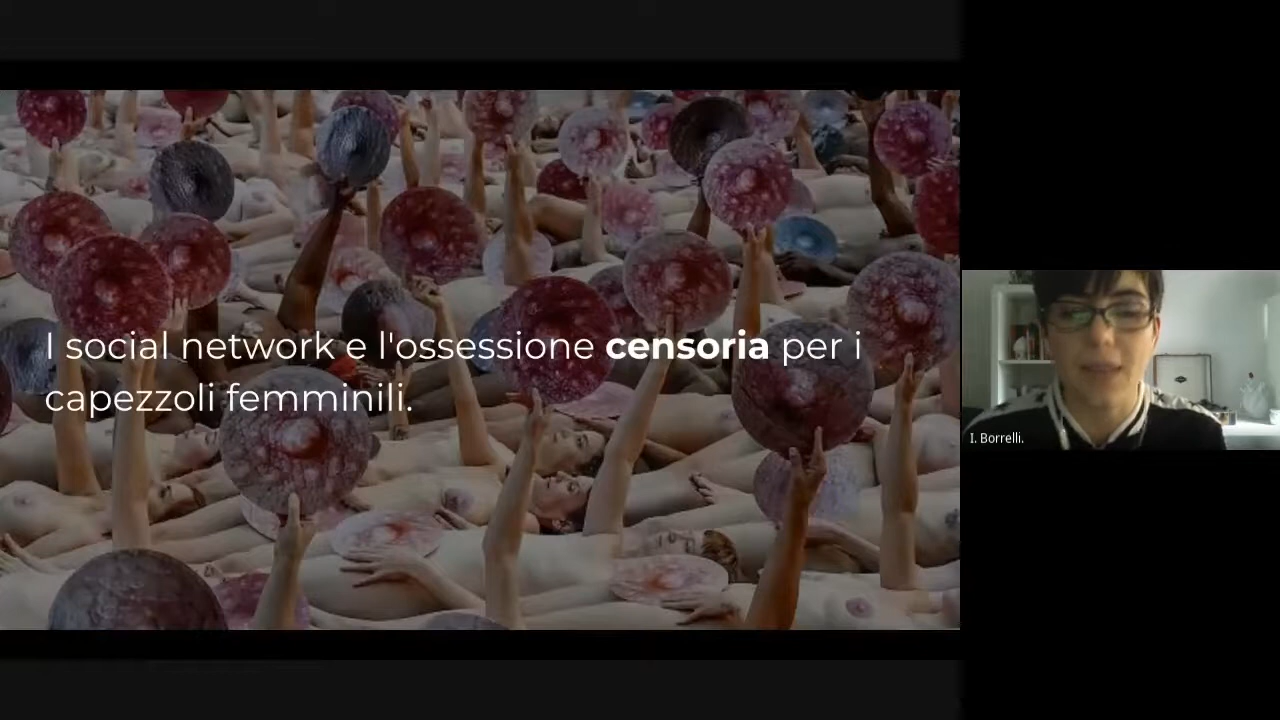 I social network e l'ossessione censoria per i
capezzoli femminili.
I. Borrelli.